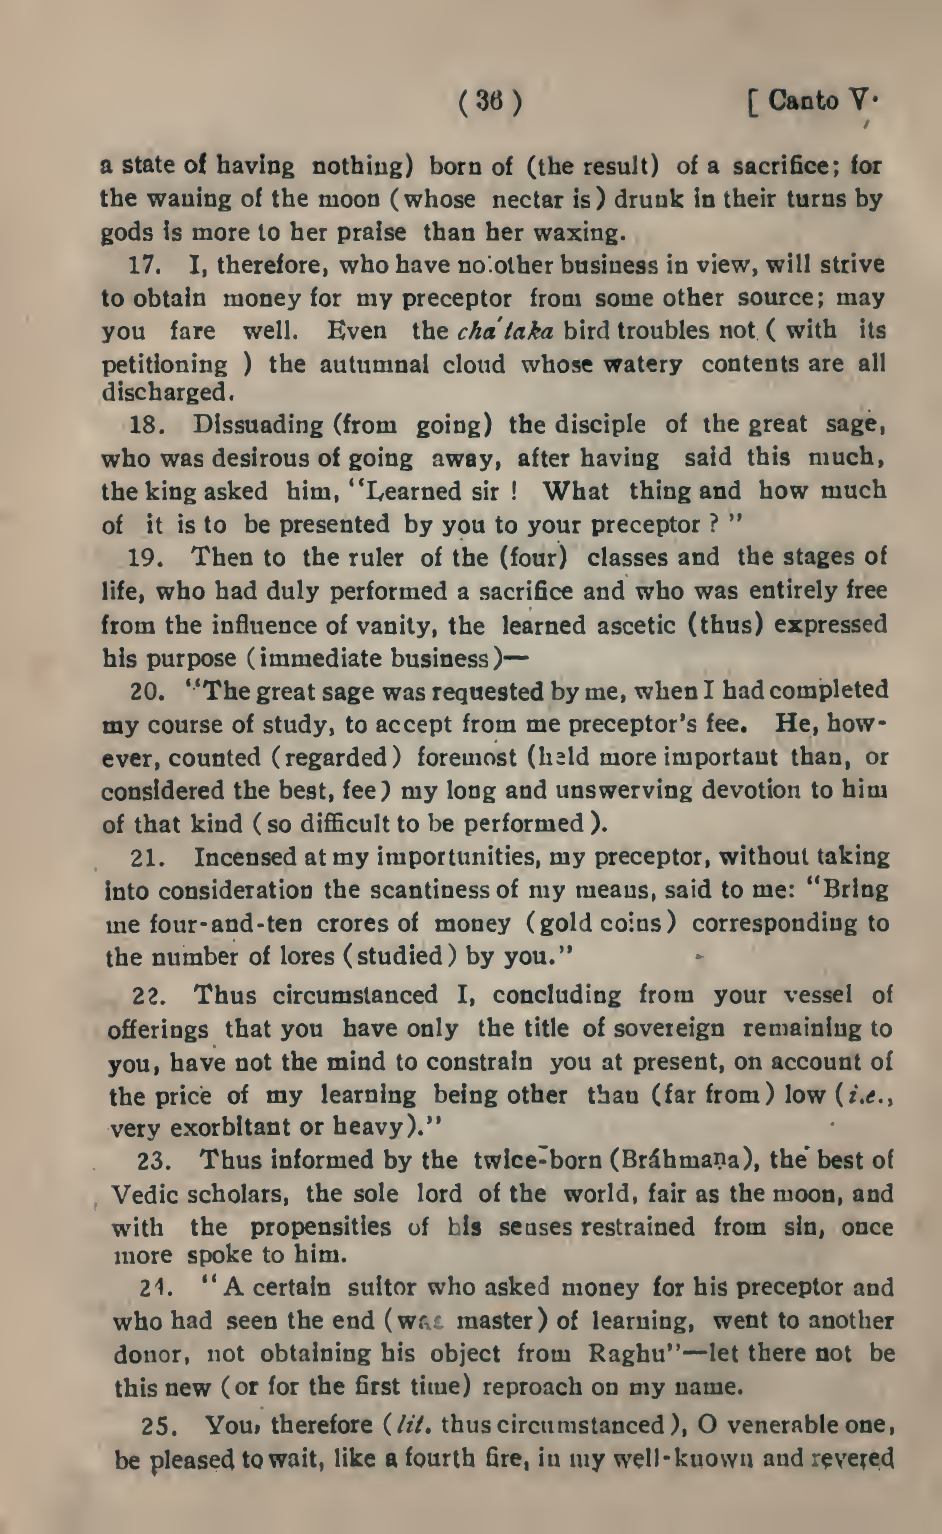 ( 36 ) [ Canto V.
a state of having nothing) born of (the result) of a sacrifice; for
the waning of the moon (whose nectar is) drunk in their turns by
gods is more to her praise than her waxing.
17. I, therefore, who have no other business in view, will strive
to obtain money for my preceptor from some other source; may
you fare well. Even the cha´taka bird troubles not ( with its
petitioning ) the autumnal cloud whose watery contents are all
discharged.
18. Dissuading (from going) the disciple of the great sage,
who was desirous of going away, after having said this much,
the king asked him, "Learned sir ! What thing and how much
of it is to be presented by you to your preceptor ? "
19. Then to the ruler of the (four) classes and the stages of
life, who had duly performed a sacrifice and who was entirely free
from the influence of vanity, the learned ascetic (thus) expressed
his purpose (immediate business)—
20. "The great sage was requested by me, when I had completed
my course of study, to accept from me preceptor's fee. He, how-
ever, counted (regarded) foremost (held more important than, or
considered the best, fee) my long and unswerving devotion to him
of that kind (so difficult to be performed).
21. Incensed at my importunities, my preceptor, without taking
into consideration the scantiness of my means, said to me: "Bring
me four-and-ten crores of money (gold coins) corresponding to
the number of lores (studied) by you."
22. Thus circumstanced I, concluding from your vessel of
offerings that you have only the title of sovereign remaining to
you, have not the mind to constrain you at present, on account of
the price of my learning being other than (far from) low (i.e.,
very exorbitant or heavy)."
23. Thus informed by the twice-born (Bráhmaṇa), the best of
Vedic scholars, the sole lord of the world, fair as the moon, and
with the propensities of his senses restrained from sin, once
more spoke to him.
24. "A certain suitor who asked money for his preceptor and
who had seen the end (was master) of learning, went to another
donor, not obtaining his object from Raghu"—let there not be
this new (or for the first time) reproach on my name.
25. You, therefore (lit. thus circumstanced), O venerable one,
be pleased to wait, like a fourth fire, in my well-known and revered